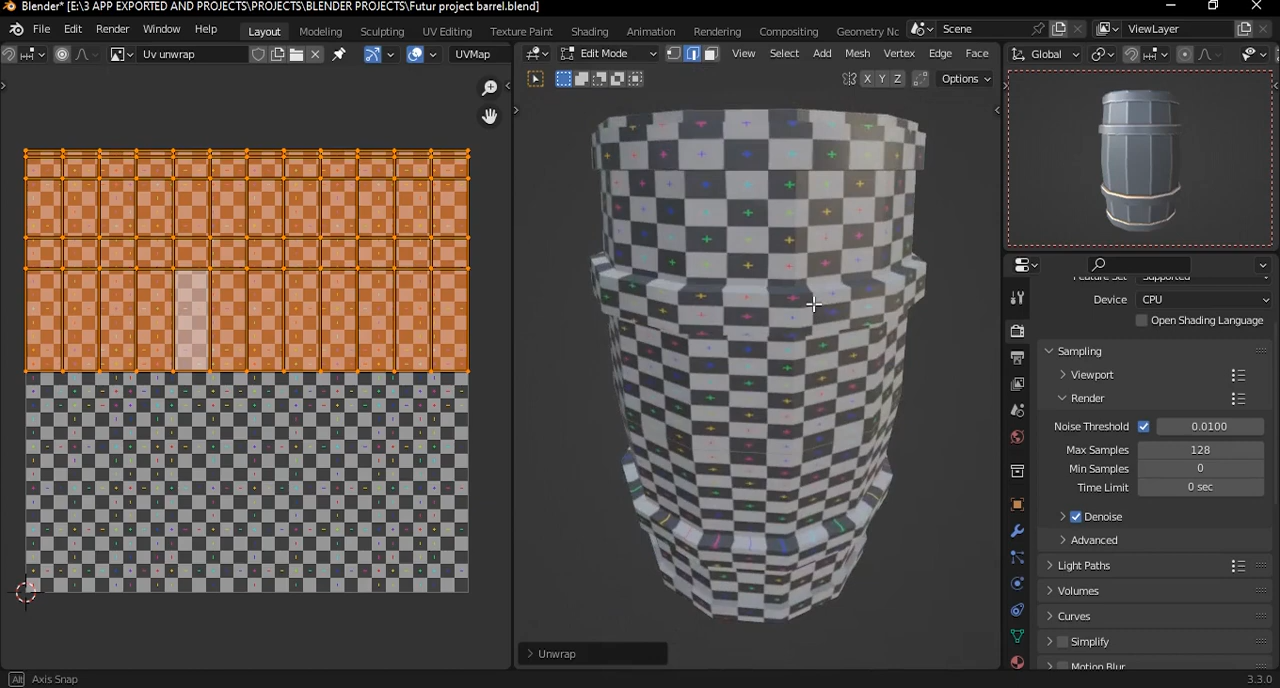 Blender* [E:\3 APP EXPORTED AND PROJECTS\PROJECTS\BLENDER PROJECTS\Futur project barrel.blend]
File Edit Render Window Help Layout Modeling Sculpting UV Editing Texture Paint Shading Animation Rendering Compositing Geometry Nc Scene ViewLayer
Uv unwrap UVMap Edit Mode View Select Add Mesh Vertex Edge Face Global
X Y Z Options
Feature Set Supported
Device CPU
Open Shading Language
Sampling
Viewport
Render
Noise Threshold 0.0100
Max Samples 128
Min Samples 0
Time Limit 0 sec
Denoise
Advanced
Light Paths
Volumes
Curves
Simplify
Motion Blur
Unwrap
Alt Axis Snap 3.3.0